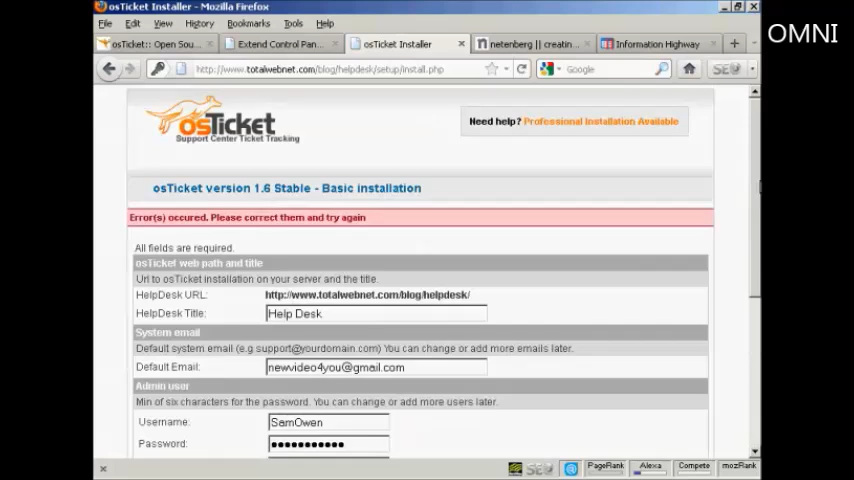 osTicket Installer - Mozilla Firefox
OMNI
File Edit View History Bookmarks Tools Help
osTicket:: Open Sou... × Extend Control Pan... × osTicket Installer × netenberg || creatin... × Information Highway × +
http://www.totalwebnet.com/blog/helpdesk/setup/install.php
Google
SEO
osTicket
Support Center Ticket Tracking
Need help? Professional Installation Available
osTicket version 1.6 Stable - Basic installation
Error(s) occured. Please correct them and try again
All fields are required.
osTicket web path and title
Url to osTicket installation on your server and the title.
HelpDesk URL: http://www.totalwebnet.com/blog/helpdesk/
HelpDesk Title: Help Desk
System email
Default system email (e.g support@yourdomain.com) You can change or add more emails later.
Default Email: newvideo4you@gmail.com
Admin user
Min of six characters for the password. You can change or add more users later.
Username: SamOwen
Password: ●●●●●●●●●●●
× SEO @ PageRank Alexa Compete mozRank